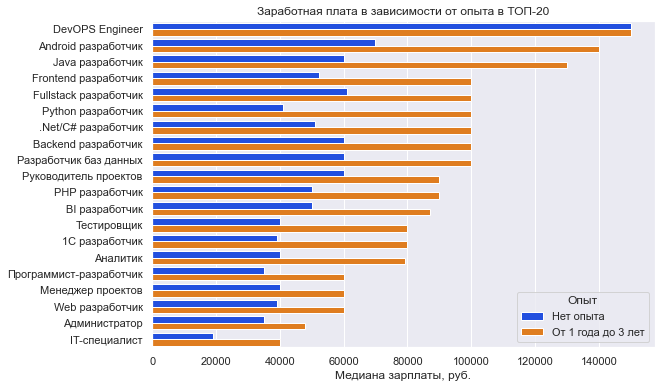 Заработная плата в зависимости от опыта в ТОП-20
DevOPS Engineer
Android разработчик
Java разработчик
Frontend разработчик
Fullstack разработчик
Python разработчик
.Net/C# разработчик
Backend разработчик
Разработчик баз данных
Руководитель проектов
PHP разработчик
BI разработчик
Тестировщик
1С разработчик
Аналитик
Программист-разработчик
Менеджер проектов
Web разработчик
Администратор
IT-специалист
Опыт
Нет опыта
От 1 года до 3 лет
0 20000 40000 60000 80000 100000 120000 140000
Медиана зарплаты, руб.